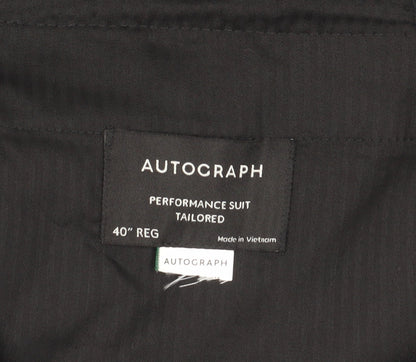 AUTOGRAPH
PERFORMANCE SUIT
TAILORED
40" REG
Made in Vietnam
AUTOGRAPH